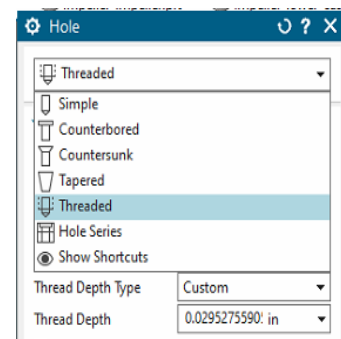 Hole
Threaded
Simple
Counterbored
Countersunk
Tapered
Threaded
Hole Series
Show Shortcuts
Thread Depth Type Custom
Thread Depth 0.02952755905 in